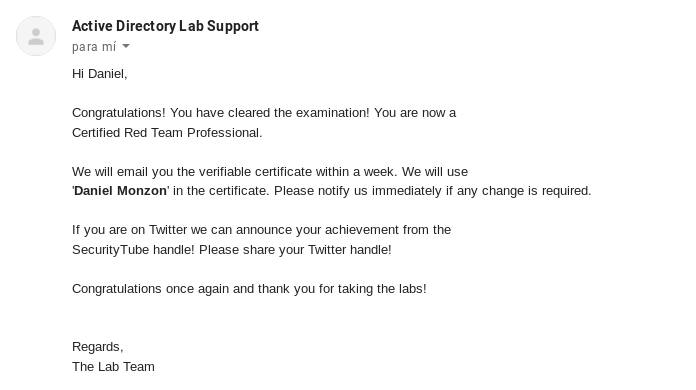 Active Directory Lab Support
para mí
Hi Daniel,
Congratulations! You have cleared the examination! You are now a
Certified Red Team Professional.
We will email you the verifiable certificate within a week. We will use
'Daniel Monzon' in the certificate. Please notify us immediately if any change is required.
If you are on Twitter we can announce your achievement from the
SecurityTube handle! Please share your Twitter handle!
Congratulations once again and thank you for taking the labs!
Regards,
The Lab Team